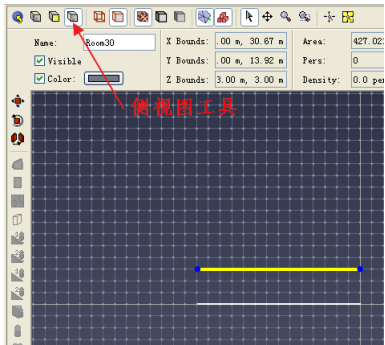 Name: Room30 X Bounds: .00 m, 30.67 m Area: 427.02
Visible Y Bounds: .00 m, 13.92 m Pers: 0
Color: Z Bounds: 3.00 m, 3.00 m Density: 0.0 per
侧视图工具